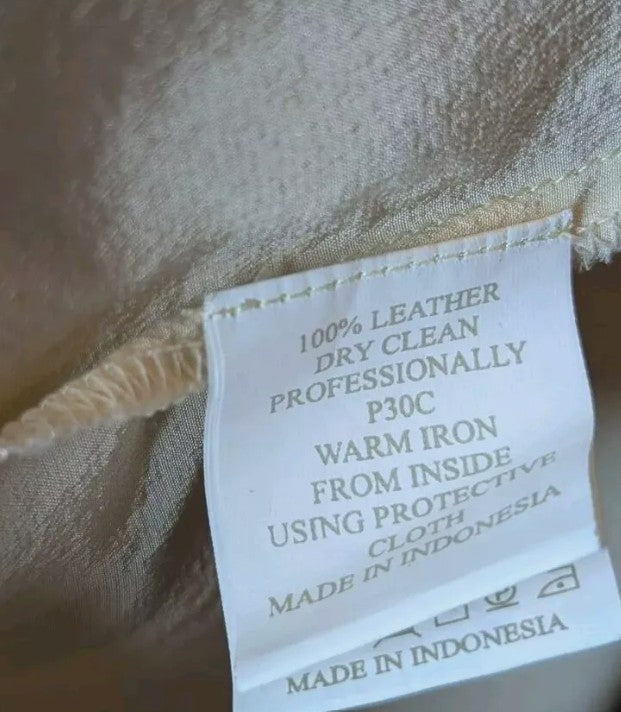 100% LEATHER
DRY CLEAN
PROFESSIONALLY
P30C
WARM IRON
FROM INSIDE
USING PROTECTIVE
CLOTH
MADE IN INDONESIA
MADE IN INDONESIA